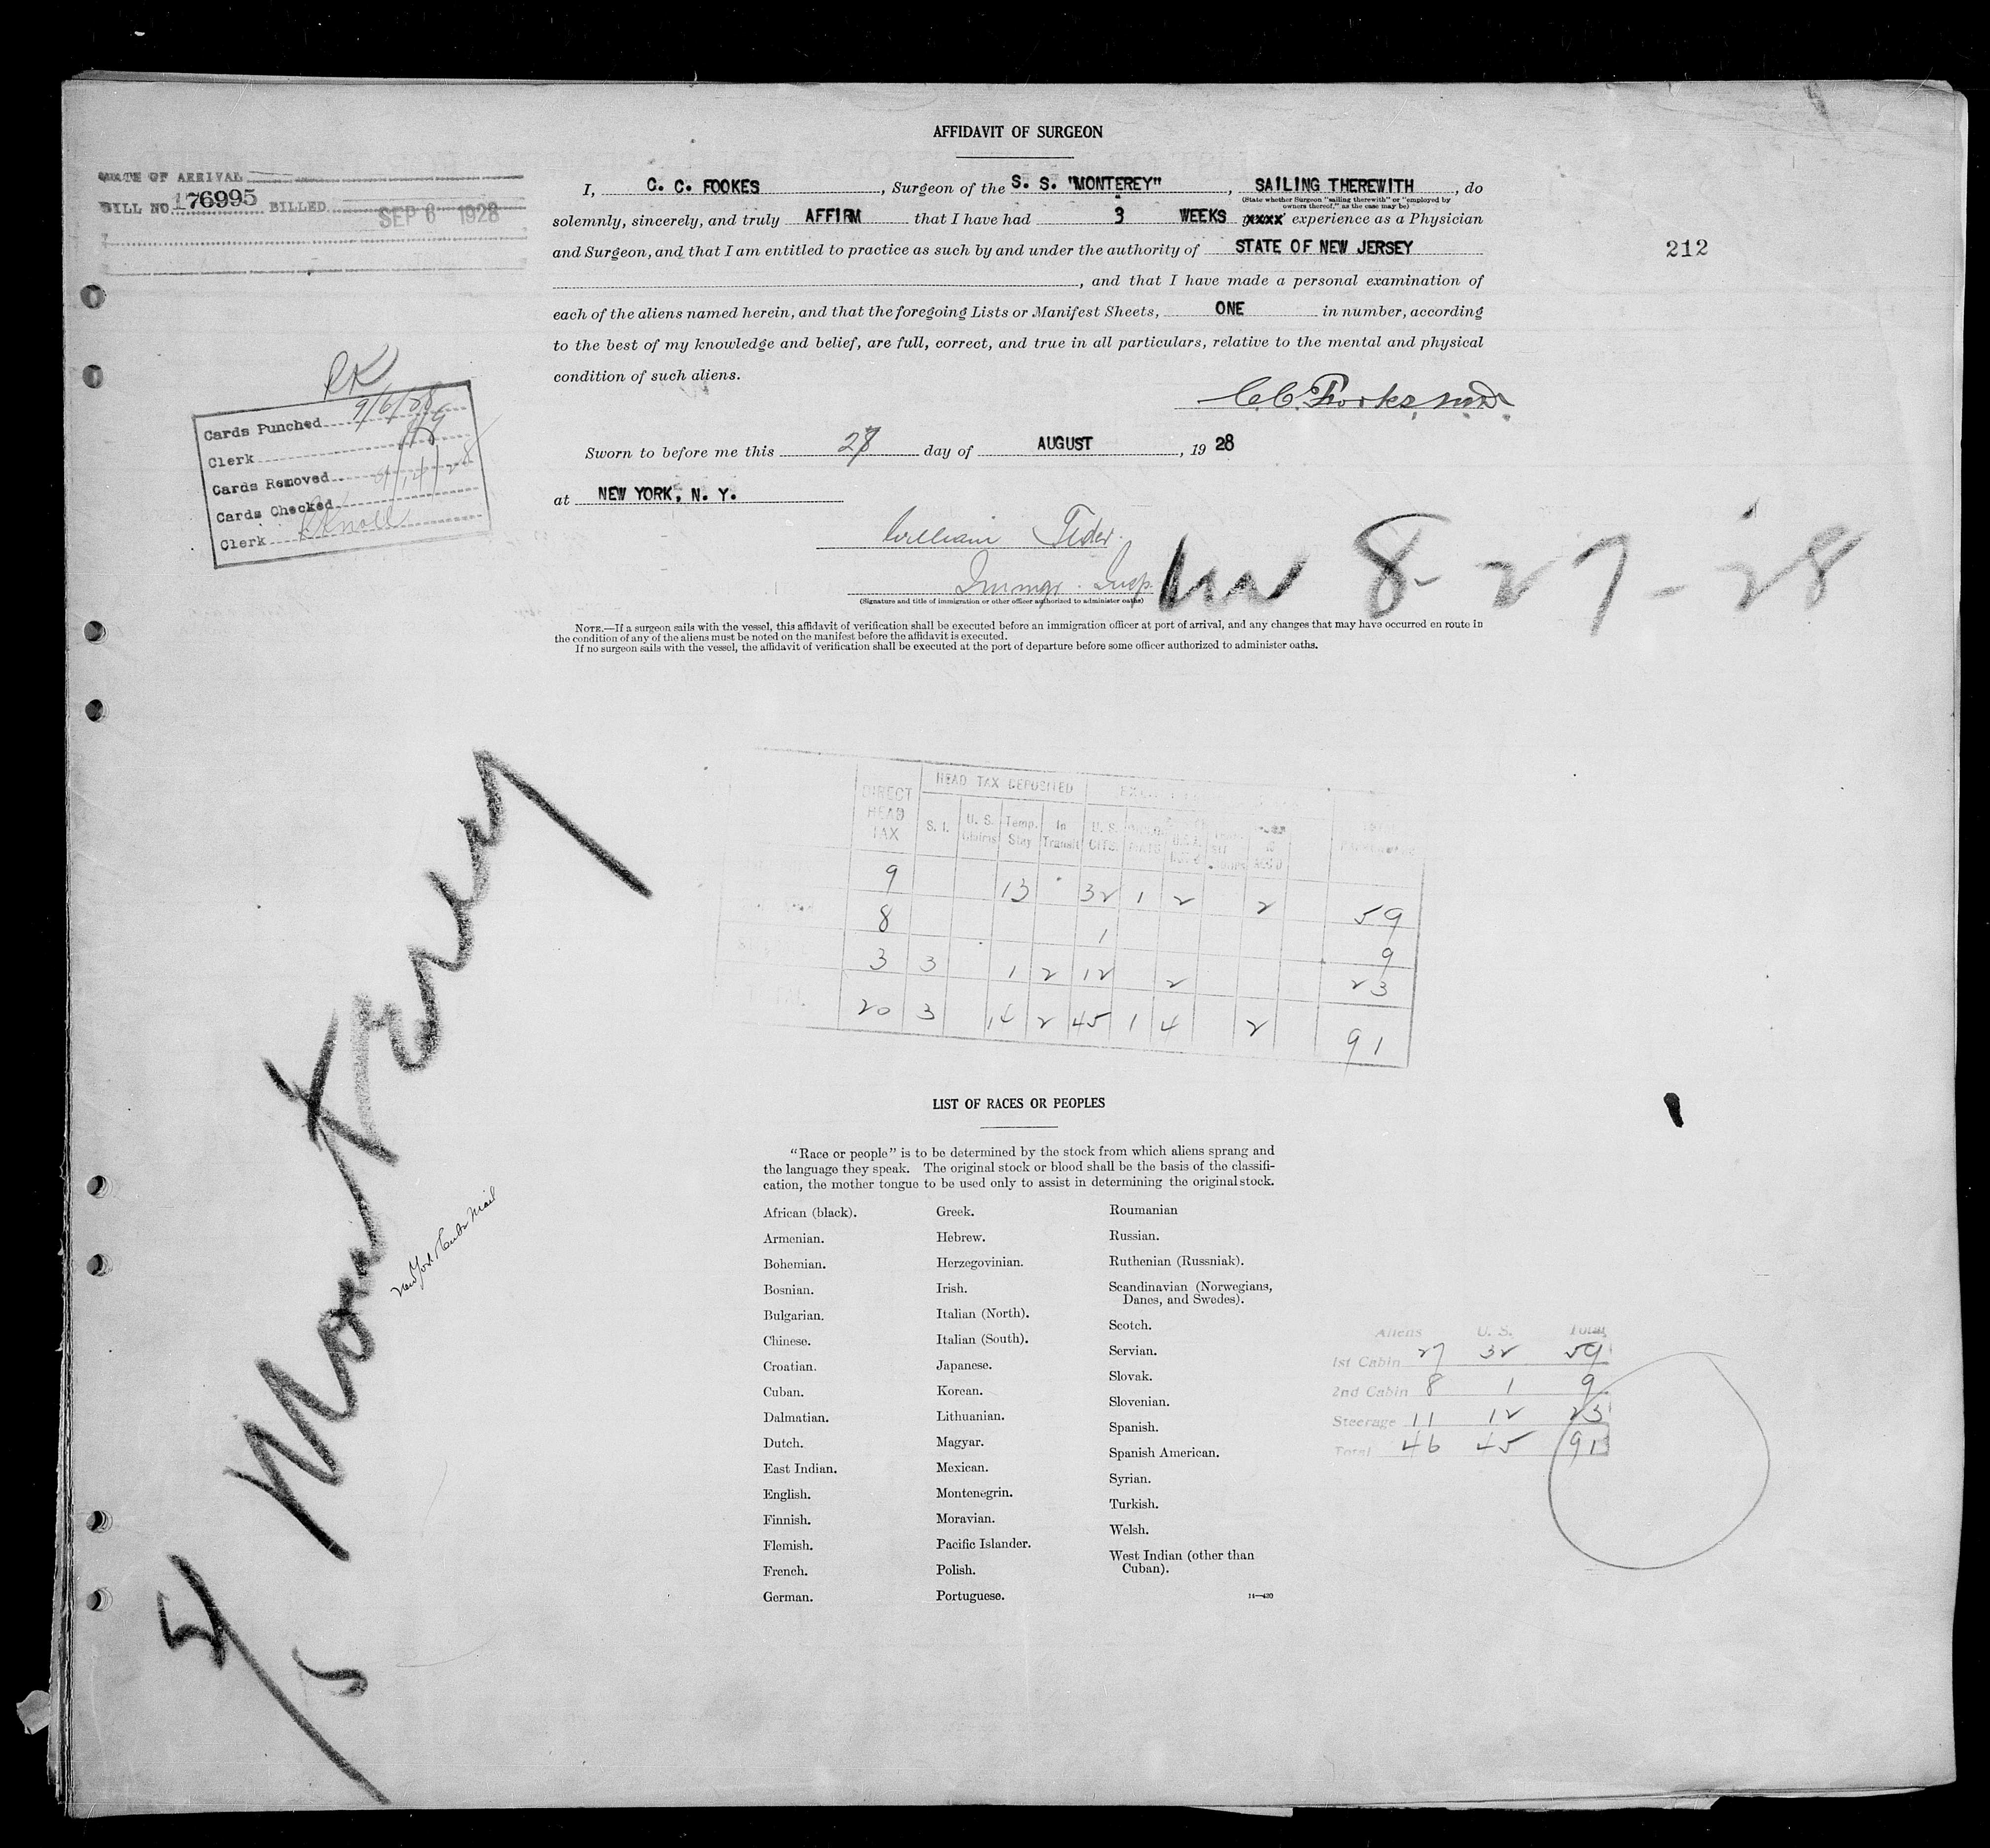 AFFIDAVIT OF SURGEON
DATE OF ARRIVAL
BILL NO. 176995 BILLED SEP 6 1928
I, C. C. FOOKES, Surgeon of the S. S. "MONTEREY", SAILING THEREWITH, do
(State whether Surgeon "sailing therewith" or "employed by
owners thereof," as the case may be)
solemnly, sincerely, and truly AFFIRM that I have had 3 WEEKS xxxx experience as a Physician
and Surgeon, and that I am entitled to practice as such by and under the authority of STATE OF NEW JERSEY
212
, and that I have made a personal examination of
each of the aliens named herein, and that the foregoing Lists or Manifest Sheets, ONE in number, according
to the best of my knowledge and belief, are full, correct, and true in all particulars, relative to the mental and physical
condition of such aliens.
C.C. Fookes, M.D.
Cards Punched 9/6/28
Clerk
Cards Removed
Cards Checked
Clerk
Sworn to before me this 27 day of AUGUST, 19 28
at NEW YORK, N. Y.
William
Immgr. Insp.
(Signature and title of immigration or other officer authorized to administer oaths)
8-27-28
NOTE.—If a surgeon sails with the vessel, this affidavit of verification shall be executed before an immigration officer at port of arrival, and any changes that may have occurred en route in
the condition of any of the aliens must be noted on the manifest before the affidavit is executed.
If no surgeon sails with the vessel, the affidavit of verification shall be executed at the port of departure before some officer authorized to administer oaths.
Monterey
5/5
DIRECT HEAD TAX HEAD TAX DEPOSITED
S. I. U. S. Temp. Stay In Transit U. S. CITS.
9 13 32 1 2 2 59
8 1 9
3 3 1 2 12 2 23
TOTAL 20 3 14 2 45 1 4 2 91
LIST OF RACES OR PEOPLES
"Race or people" is to be determined by the stock from which aliens sprang and
the language they speak. The original stock or blood shall be the basis of the classifi-
cation, the mother tongue to be used only to assist in determining the original stock.
African (black).
Armenian.
Bohemian.
Bosnian.
Bulgarian.
Chinese.
Croatian.
Cuban.
Dalmatian.
Dutch.
East Indian.
English.
Finnish.
Flemish.
French.
German.
Greek.
Hebrew.
Herzegovinian.
Irish.
Italian (North).
Italian (South).
Japanese.
Korean.
Lithuanian.
Magyar.
Mexican.
Montenegrin.
Moravian.
Pacific Islander.
Polish.
Portuguese.
Roumanian
Russian.
Ruthenian (Russniak).
Scandinavian (Norwegians,
Danes, and Swedes).
Scotch.
Servian.
Slovak.
Slovenian.
Spanish.
Spanish American.
Syrian.
Turkish.
Welsh.
West Indian (other than
Cuban).
14—430
Aliens U. S. Total
1st Cabin 27 32 59
2nd Cabin 8 1 9
Steerage 11 12 23
Total 46 45 91